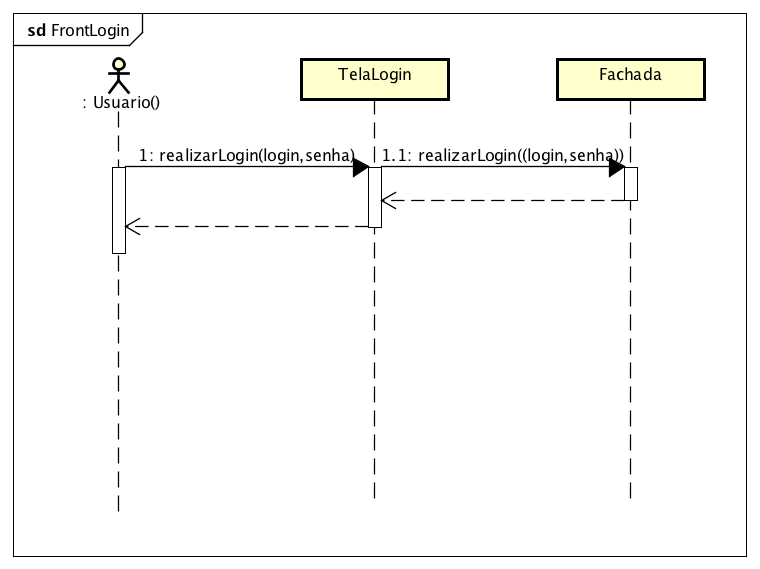 sd FrontLogin
: Usuario()
TelaLogin
Fachada
1: realizarLogin(login,senha)
1.1: realizarLogin((login,senha))